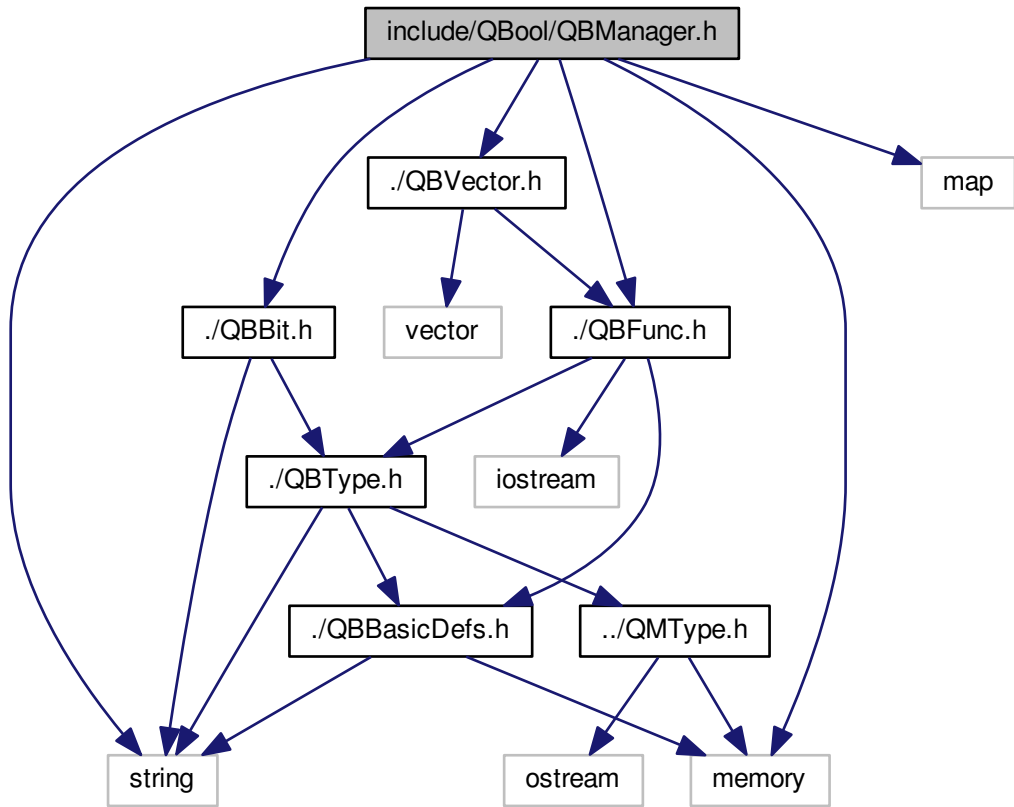 include/QBool/QBManager.h
./QBVector.h
map
./QBBit.h
vector
./QBFunc.h
./QBType.h
iostream
./QBBasicDefs.h
../QMType.h
string
ostream
memory